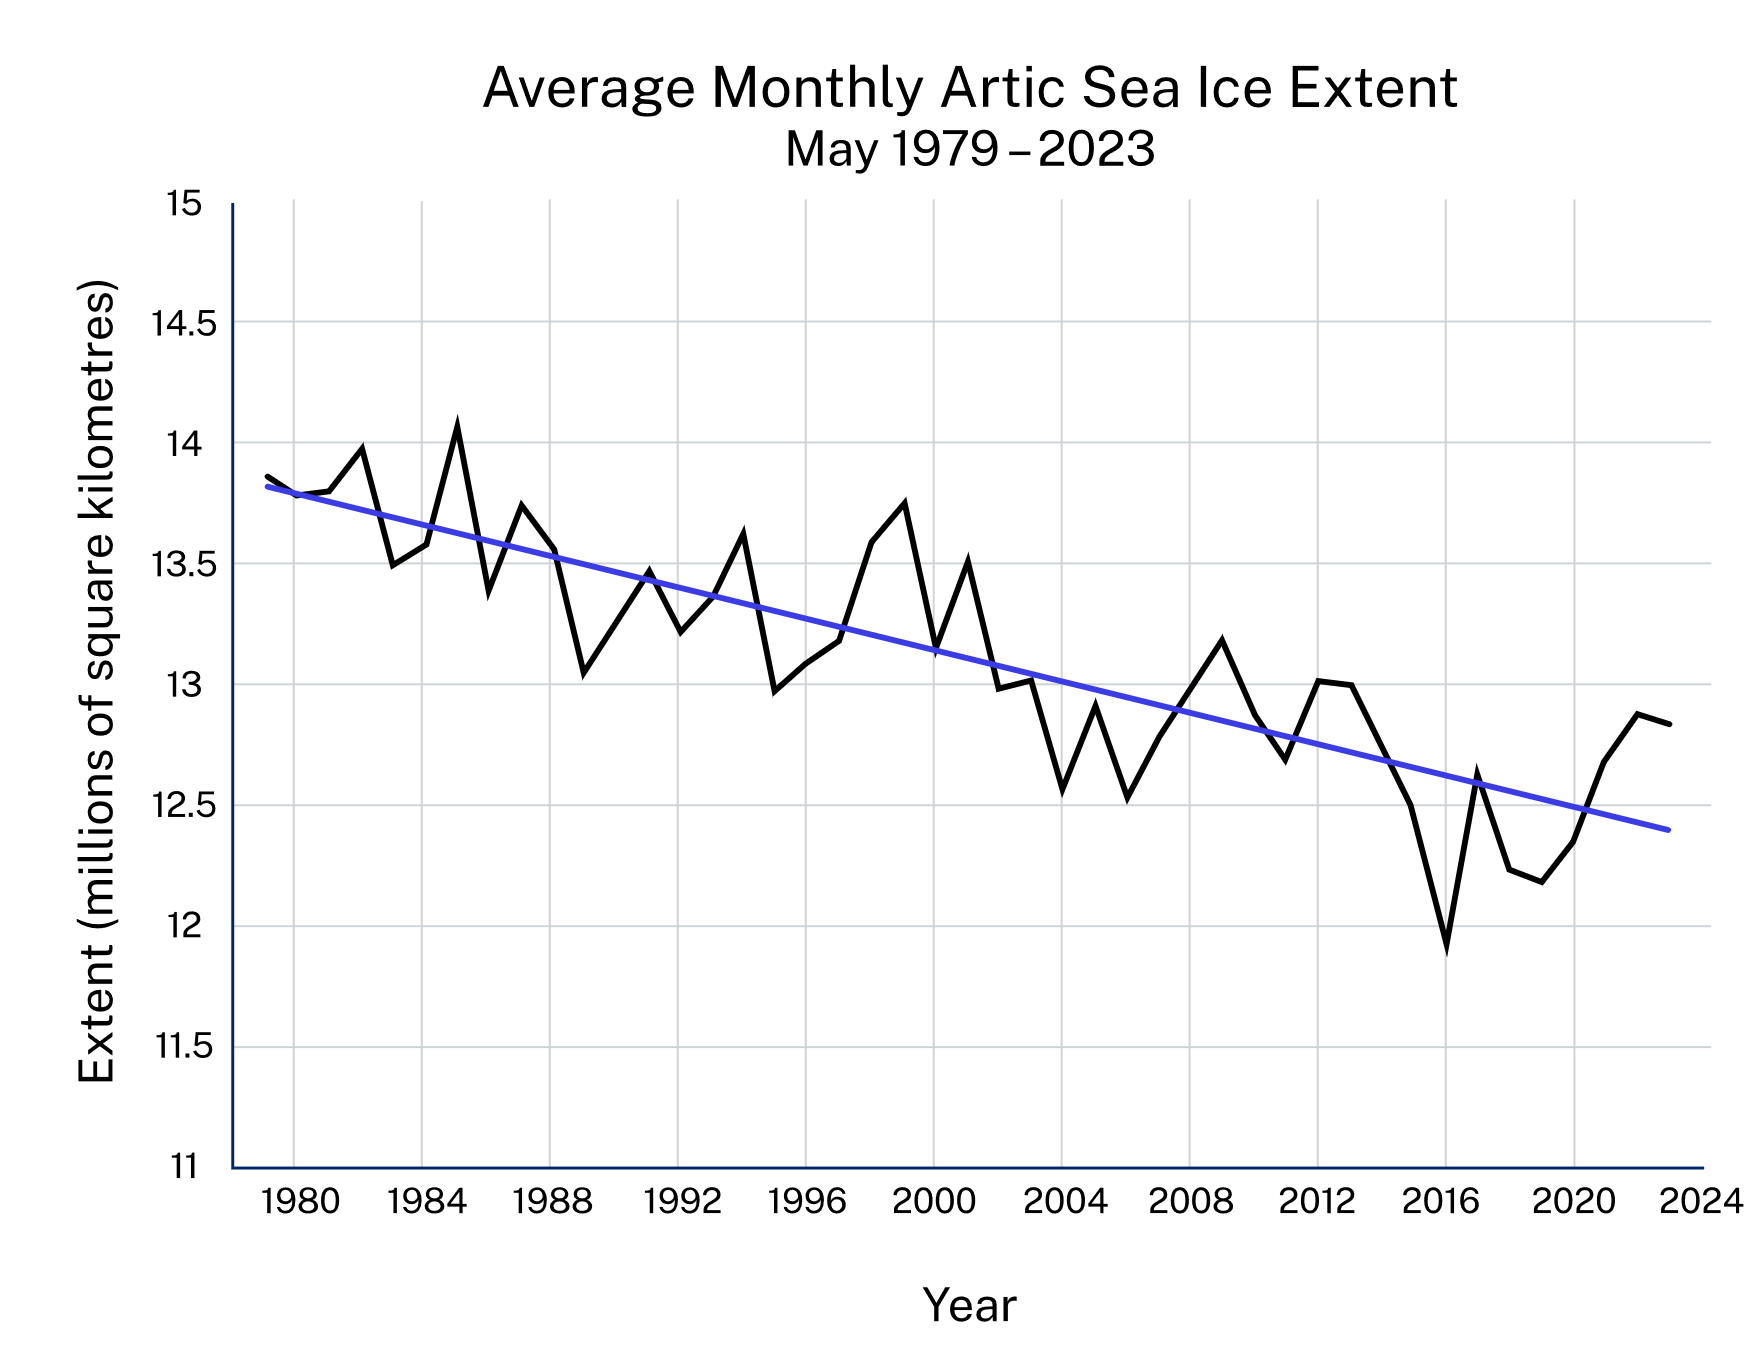 Average Monthly Artic Sea Ice Extent
May 1979 – 2023
Extent (millions of square kilometres)
15
14.5
14
13.5
13
12.5
12
11.5
11
1980 1984 1988 1992 1996 2000 2004 2008 2012 2016 2020 2024
Year